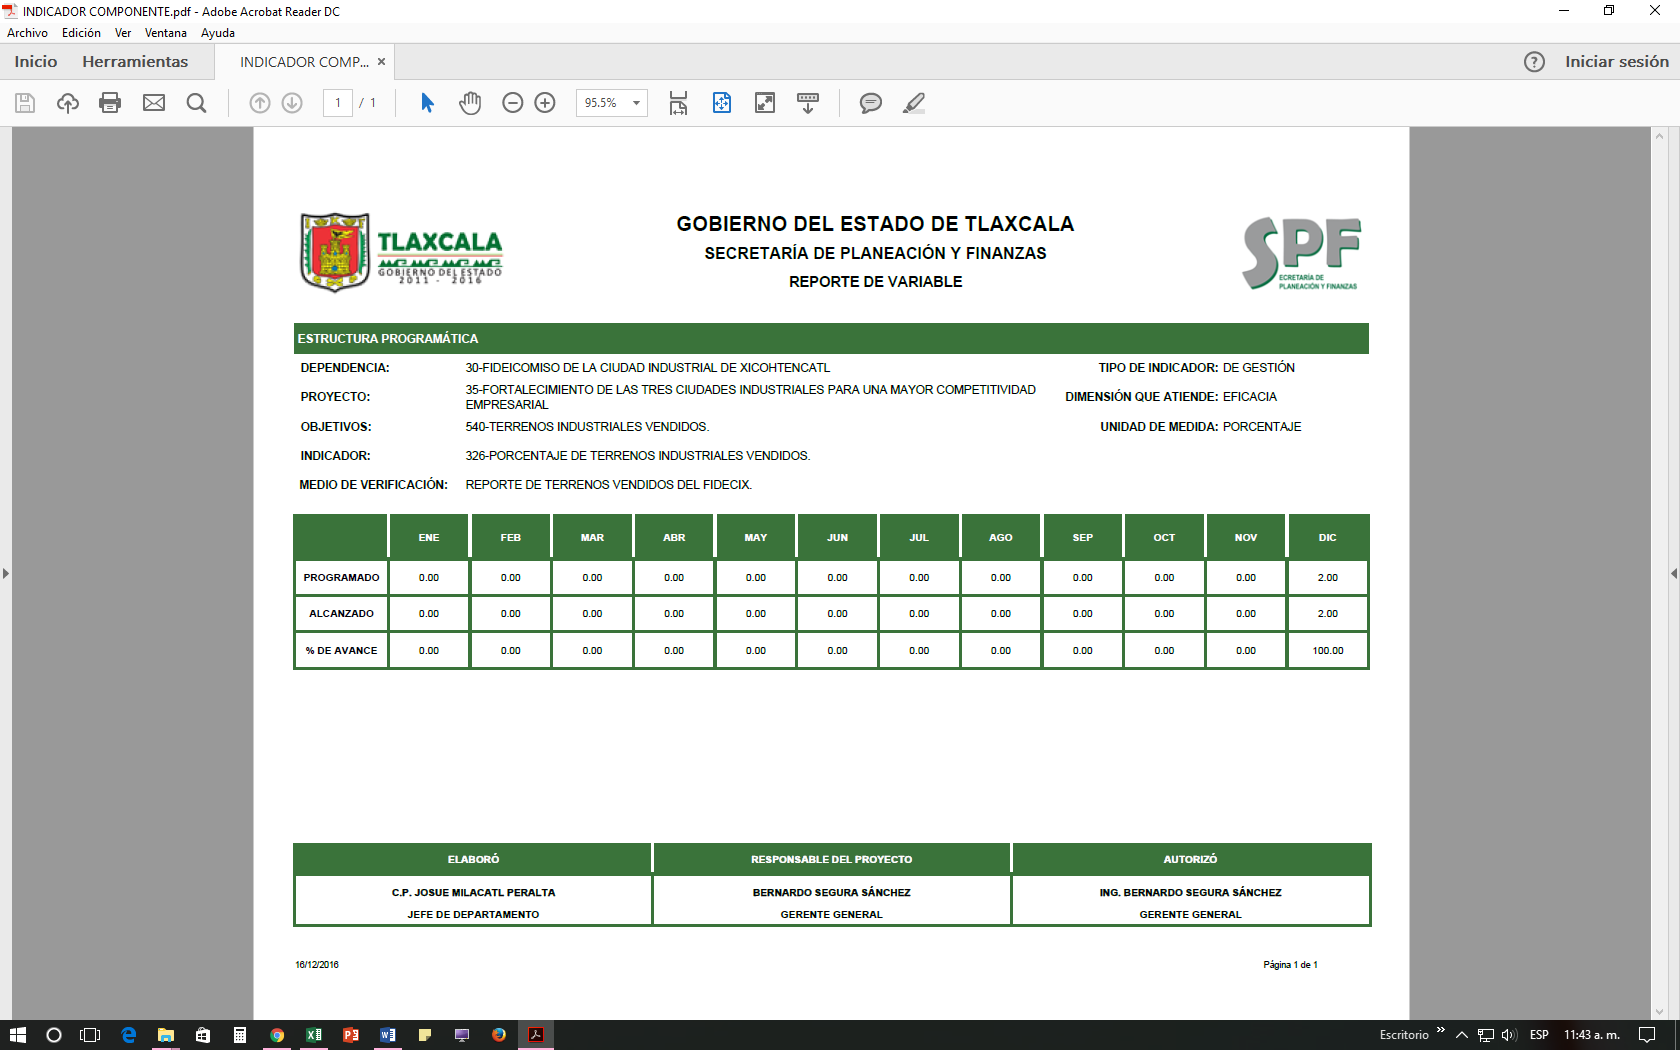 INDICADOR COMPONENTE.pdf - Adobe Acrobat Reader DC
Archivo Edición Ver Ventana Ayuda
Inicio Herramientas INDICADOR COMP... × ? Iniciar sesión
1 / 1 95.5%
TLAXCALA
GOBIERNO DEL ESTADO
2011 - 2016
GOBIERNO DEL ESTADO DE TLAXCALA
SECRETARÍA DE PLANEACIÓN Y FINANZAS
REPORTE DE VARIABLE
SPF
ECRETARÍA DE
PLANEACIÓN Y FINANZAS
ESTRUCTURA PROGRAMÁTICA
DEPENDENCIA: 30-FIDEICOMISO DE LA CIUDAD INDUSTRIAL DE XICOHTENCATL TIPO DE INDICADOR: DE GESTIÓN
PROYECTO: 35-FORTALECIMIENTO DE LAS TRES CIUDADES INDUSTRIALES PARA UNA MAYOR COMPETITIVIDAD
EMPRESARIAL DIMENSIÓN QUE ATIENDE: EFICACIA
OBJETIVOS: 540-TERRENOS INDUSTRIALES VENDIDOS. UNIDAD DE MEDIDA: PORCENTAJE
INDICADOR: 326-PORCENTAJE DE TERRENOS INDUSTRIALES VENDIDOS.
MEDIO DE VERIFICACIÓN: REPORTE DE TERRENOS VENDIDOS DEL FIDECIX.
ENE FEB MAR ABR MAY JUN JUL AGO SEP OCT NOV DIC
PROGRAMADO 0.00 0.00 0.00 0.00 0.00 0.00 0.00 0.00 0.00 0.00 0.00 2.00
ALCANZADO 0.00 0.00 0.00 0.00 0.00 0.00 0.00 0.00 0.00 0.00 0.00 2.00
% DE AVANCE 0.00 0.00 0.00 0.00 0.00 0.00 0.00 0.00 0.00 0.00 0.00 100.00
ELABORÓ RESPONSABLE DEL PROYECTO AUTORIZÓ
C.P. JOSUE MILACATL PERALTA BERNARDO SEGURA SÁNCHEZ ING. BERNARDO SEGURA SÁNCHEZ
JEFE DE DEPARTAMENTO GERENTE GENERAL GERENTE GENERAL
16/12/2016 Página 1 de 1
Escritorio » ESP 11:43 a. m.